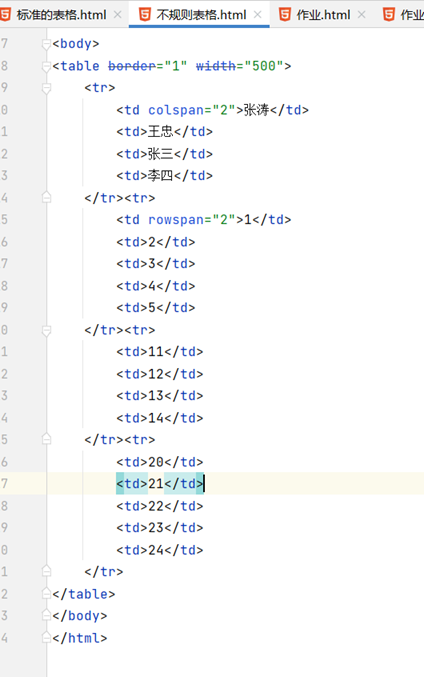 标准的表格.html 不规则表格.html 作业.html 作业
7 <body>
8 <table border="1" width="500">
9 <tr>
0 <td colspan="2">张涛</td>
1 <td>王忠</td>
2 <td>张三</td>
3 <td>李四</td>
4 </tr><tr>
5 <td rowspan="2">1</td>
6 <td>2</td>
7 <td>3</td>
8 <td>4</td>
9 <td>5</td>
0 </tr><tr>
1 <td>11</td>
2 <td>12</td>
3 <td>13</td>
4 <td>14</td>
5 </tr><tr>
6 <td>20</td>
7 <td>21</td>
8 <td>22</td>
9 <td>23</td>
0 <td>24</td>
1 </tr>
2 </table>
3 </body>
4 </html>